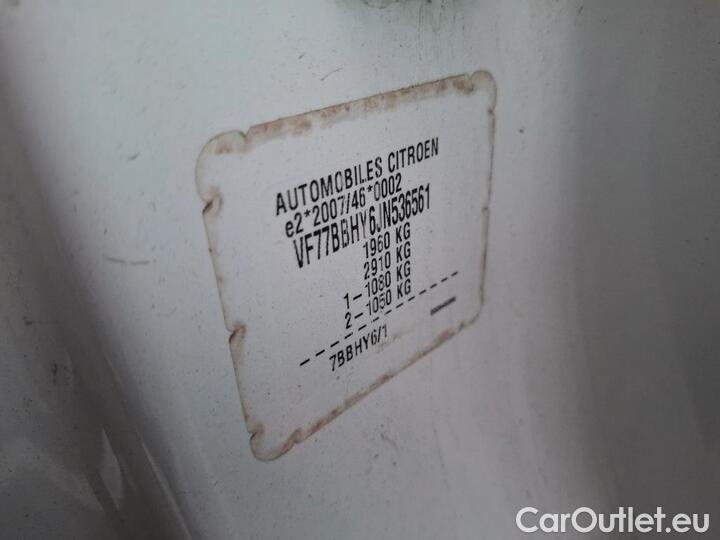 AUTOMOBILES CITROEN
e2*2007/46*0002
VF77BBHY6JN536561
1960 KG
2910 KG
1-1080 KG
2-1050 KG
7BBHY6/1
CarOutlet.eu